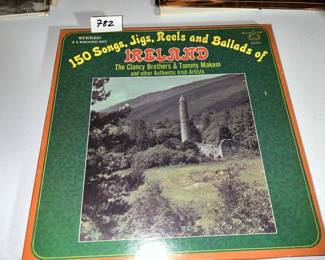 782
STEREO
150 Songs, Jigs, Reels and Ballads of
IRELAND
The Clancy Brothers & Tommy Makem
and other Authentic Irish Artists